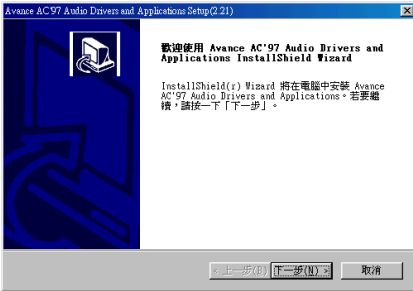 Avance AC'97 Audio Drivers and Applications Setup(2.21)
歡迎使用 Avance AC'97 Audio Drivers and
Applications InstallShield Wizard
InstallShield(r) Wizard 將在電腦中安裝 Avance
AC'97 Audio Drivers and Applications。若要繼
續，請按一下「下一步」。
< 上一步(B) 下一步(N) > 取消